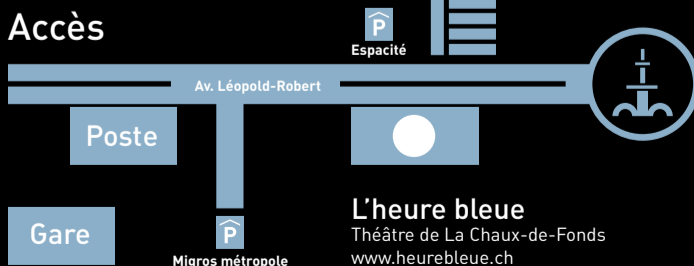 Accès
P
Espacité
Av. Léopold-Robert
Poste
Gare
P
Migros métropole
L'heure bleue
Théâtre de La Chaux-de-Fonds
www.heurebleue.ch